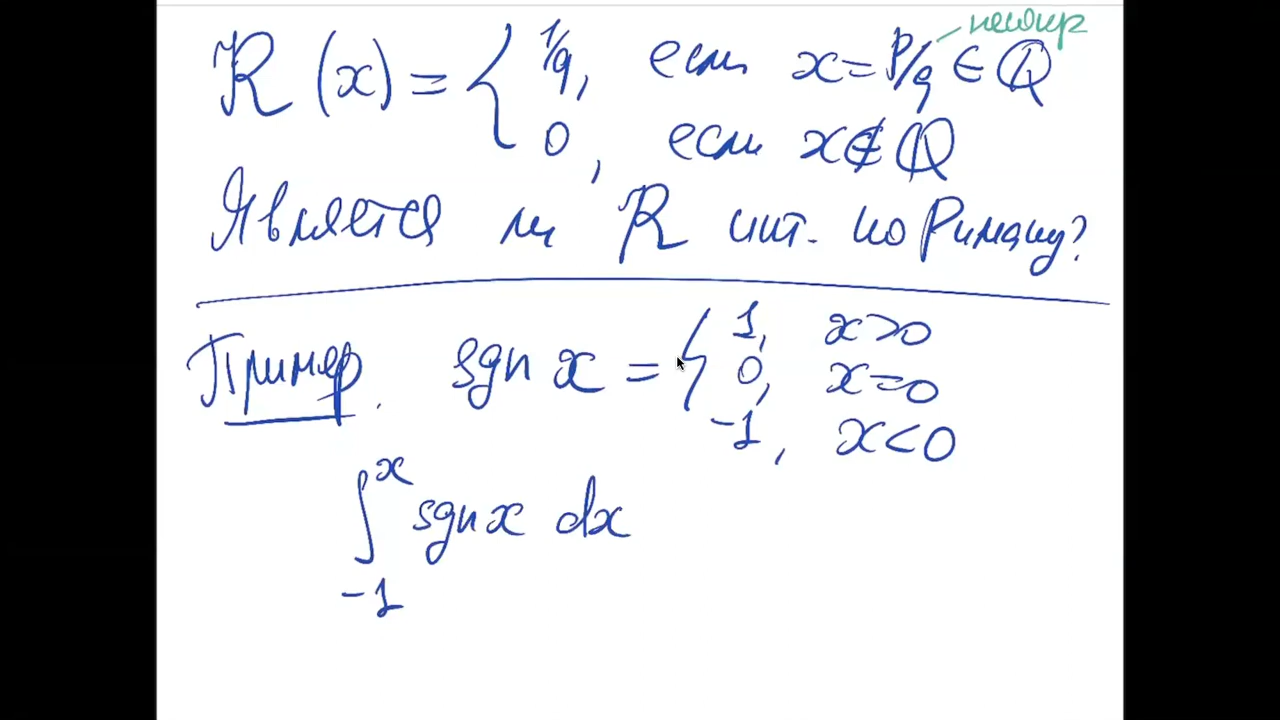 несокр
R(x) = { 1/q, если x = p/q ∈ ℚ
0, если x ∉ ℚ
Является ли R инт. по Риману?
Пример. sgn x = { 1, x > 0
0, x = 0
-1, x < 0
∫_{-1}^{x} sgn x dx